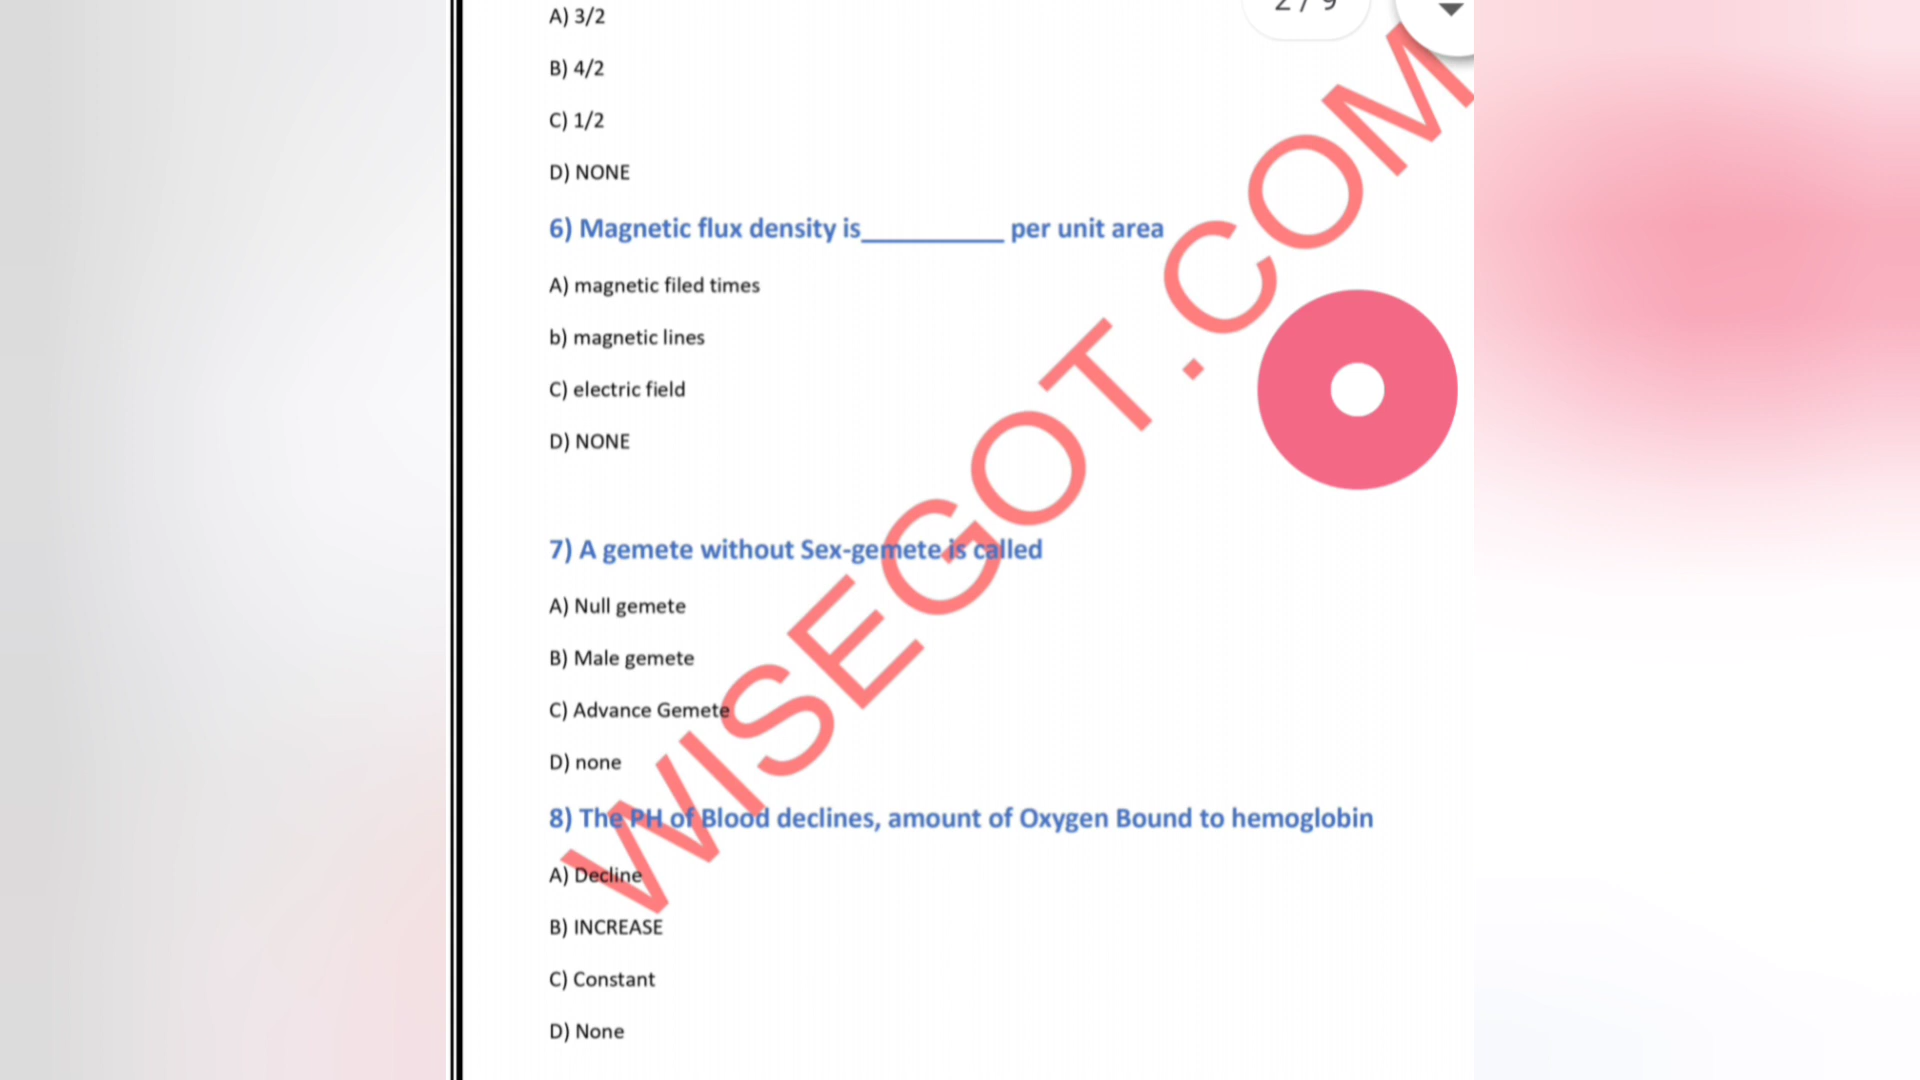 2 / 9
A) 3/2
B) 4/2
C) 1/2
D) NONE
6) Magnetic flux density is__________ per unit area
A) magnetic filed times
b) magnetic lines
C) electric field
D) NONE
7) A gemete without Sex-gemete is called
A) Null gemete
B) Male gemete
C) Advance Gemete
D) none
8) The PH of Blood declines, amount of Oxygen Bound to hemoglobin
A) Decline
B) INCREASE
C) Constant
D) None
WISEGOT.COM